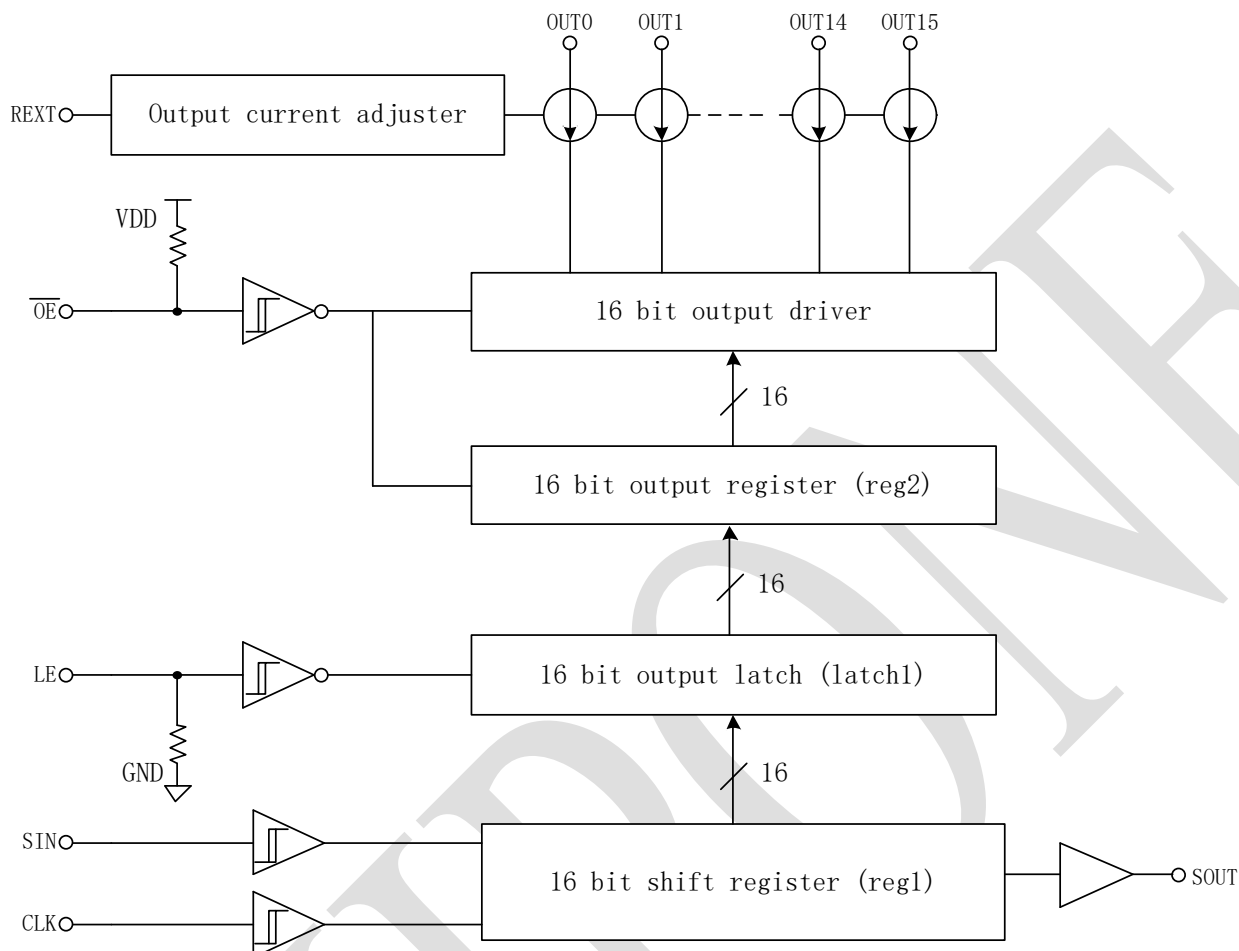 OUT0 OUT1 OUT14 OUT15
REXT Output current adjuster
VDD
OE 16 bit output driver
16
16 bit output register (reg2)
16
LE 16 bit output latch (latch1)
GND 16
SIN
16 bit shift register (reg1) SOUT
CLK